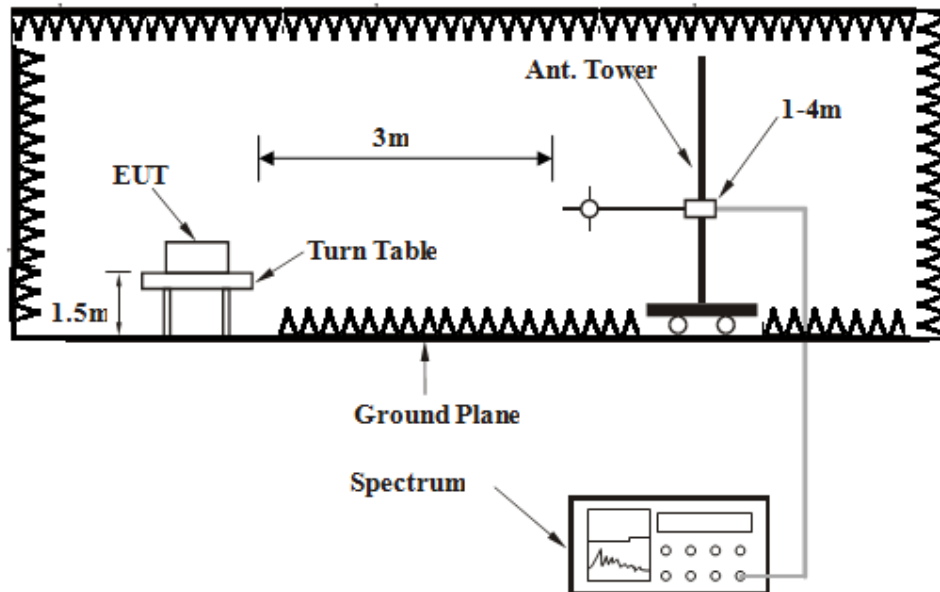 Ant. Tower
1-4m
3m
EUT
Turn Table
1.5m
Ground Plane
Spectrum